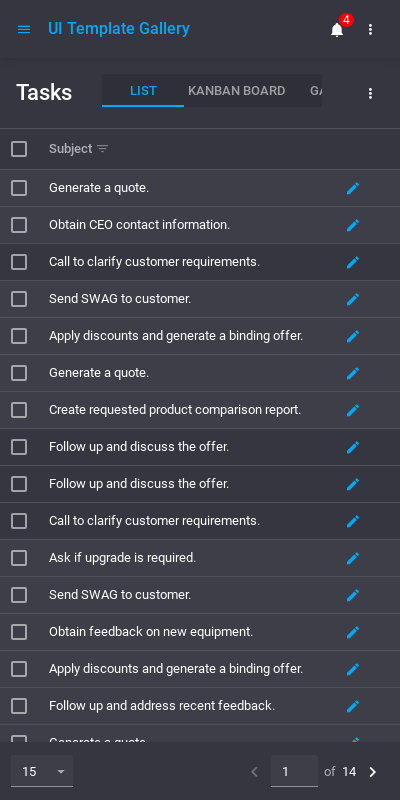 UI Template Gallery
4
Tasks
LIST
KANBAN BOARD
GA
Subject
Generate a quote.
Obtain CEO contact information.
Call to clarify customer requirements.
Send SWAG to customer.
Apply discounts and generate a binding offer.
Generate a quote.
Create requested product comparison report.
Follow up and discuss the offer.
Follow up and discuss the offer.
Call to clarify customer requirements.
Ask if upgrade is required.
Send SWAG to customer.
Obtain feedback on new equipment.
Apply discounts and generate a binding offer.
Follow up and address recent feedback.
Generate a quote.
15
1 of 14